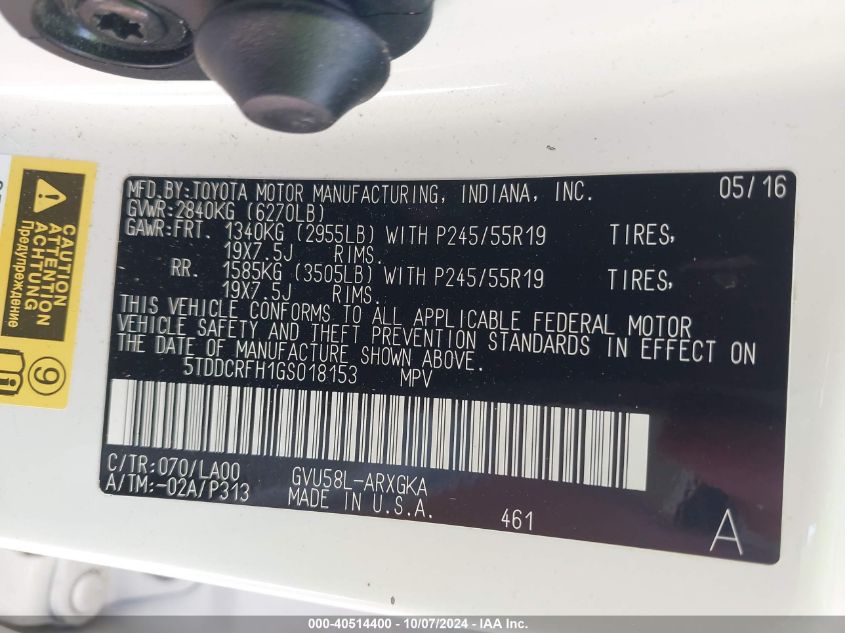 MFD.BY:TOYOTA MOTOR MANUFACTURING, INDIANA, INC. 05/16
GVWR:2840KG (6270LB)
GAWR:FRT. 1340KG (2955LB) WITH P245/55R19 TIRES,
19X7.5J RIMS.
RR. 1585KG (3505LB) WITH P245/55R19 TIRES,
19X7.5J RIMS.
THIS VEHICLE CONFORMS TO ALL APPLICABLE FEDERAL MOTOR
VEHICLE SAFETY AND THEFT PREVENTION STANDARDS IN EFFECT ON
THE DATE OF MANUFACTURE SHOWN ABOVE.
5TDDCRFH1GS018153 MPV
C/TR:070/LA00 GVU58L-ARXGKA
A/TM:-02A/P313 MADE IN U.S.A.
461
A
CAUTION
ATTENTION
ACHTUNG
Предупреждение
9
000-40514400 - 10/07/2024 - IAA Inc.